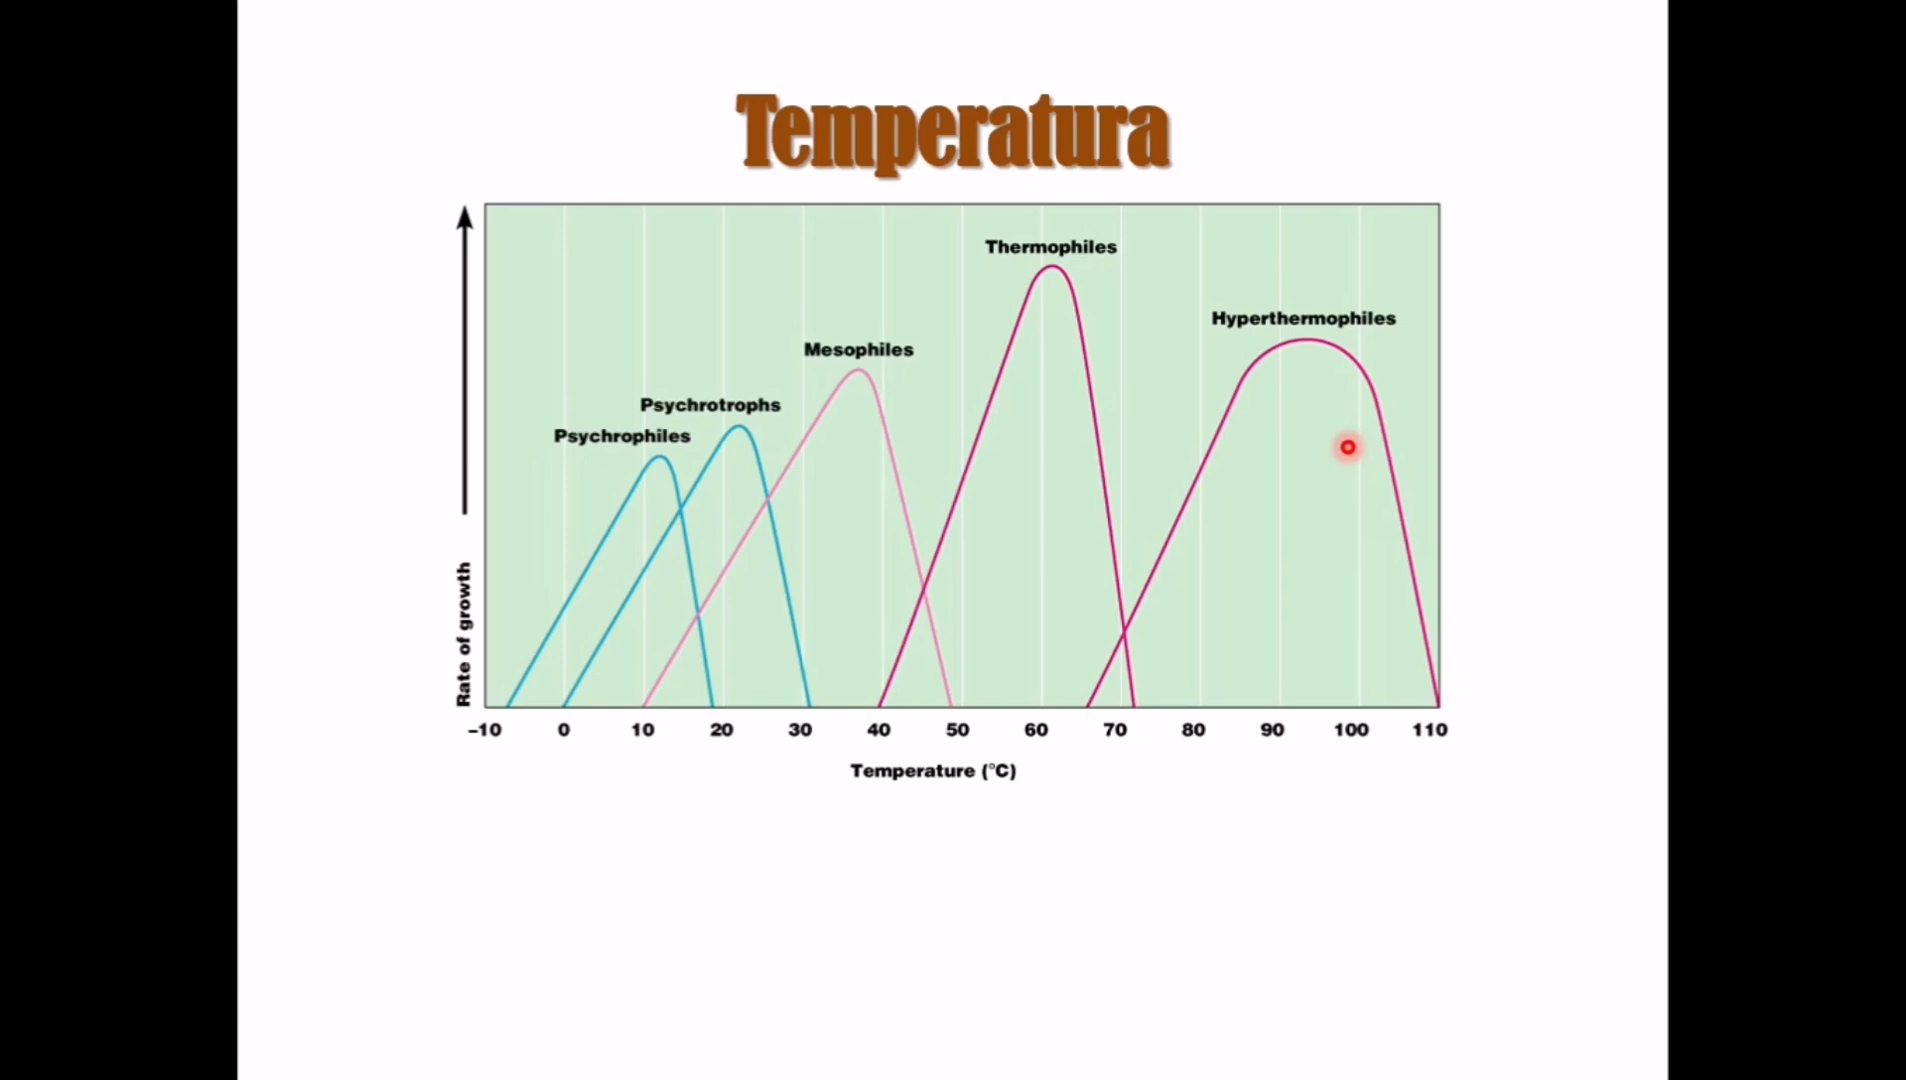 Temperatura
Thermophiles
Hyperthermophiles
Mesophiles
Psychrotrophs
Psychrophiles
Rate of growth
–10 0 10 20 30 40 50 60 70 80 90 100 110
Temperature (°C)